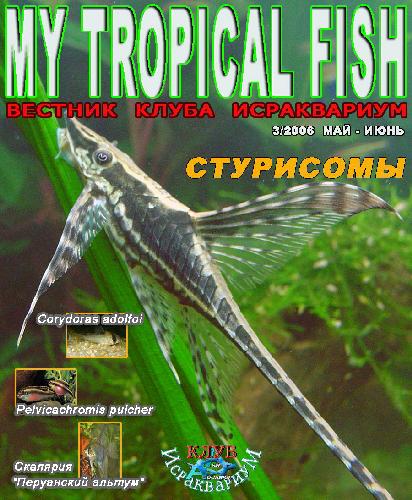 MY TROPICAL FISH
ВЕСТНИК КЛУБА ИСРАКВАРИУМ
3/2006 МАЙ - ИЮНЬ
СТУРИСОМЫ
Corydoras adolfoi
Pelvicachromis pulcher
Скалярия
"Перуанский альтум"
КЛУБ
ИсраквариуМ